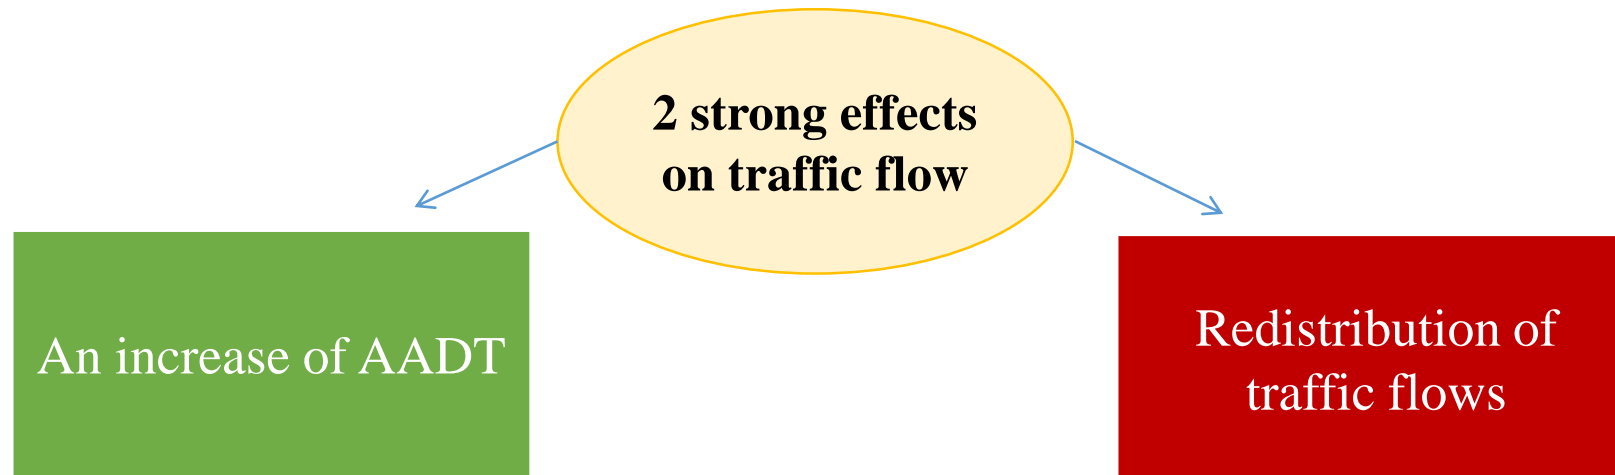 2 strong effects
on traffic flow
An increase of AADT
Redistribution of
traffic flows